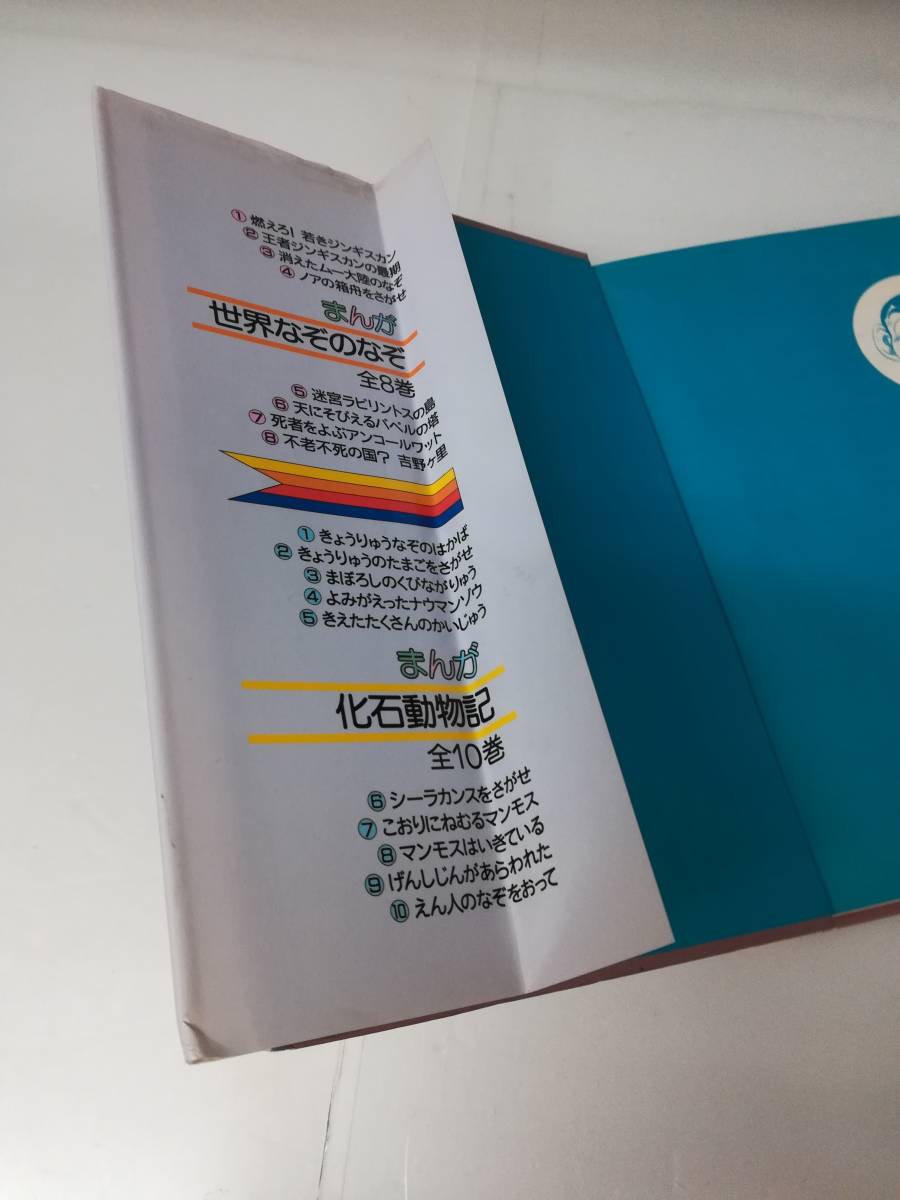 ① 燃えろ! 若きジンギスカン
② 王者ジンギスカンの最期
③ 消えたムー大陸のなぞ
④ ノアの箱舟をさがせ
まんが
世界なぞのなぞ
全8巻
⑤ 迷宮ラビリントスの島
⑥ 天にそびえるバベルの塔
⑦ 死者をよぶアンコールワット
⑧ 不老不死の国? 吉野ヶ里
① きょうりゅうなぞのはかば
② きょうりゅうのたまごをさがせ
③ まぼろしのくびながりゅう
④ よみがえったナウマンゾウ
⑤ きえたたくさんのかいじゅう
まんが
化石動物記
全10巻
⑥ シーラカンスをさがせ
⑦ こおりにねむるマンモス
⑧ マンモスはいきている
⑨ げんしじんがあらわれた
⑩ えん人のなぞをおって